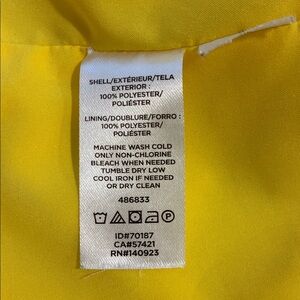 SHELL/EXTÉRIEUR/TELA
EXTERIOR :
100% POLYESTER/
POLIÉSTER
LINING/DOUBLURE/FORRO :
100% POLYESTER/
POLIÉSTER
MACHINE WASH COLD
ONLY NON-CHLORINE
BLEACH WHEN NEEDED
TUMBLE DRY LOW
COOL IRON IF NEEDED
OR DRY CLEAN
486833
ID#70187
CA#57421
RN#140923